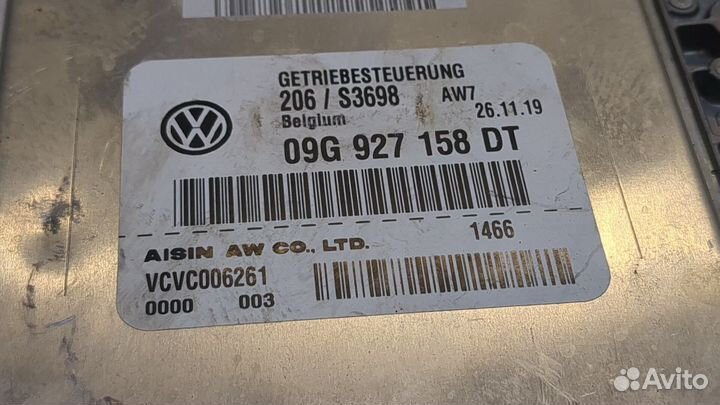 GETRIEBESTEUERUNG
206 / S3698 AW7 26.11.19
Belgium
09G 927 158 DT
AISIN AW CO., LTD. 1466
VCVC006261
0000 003
Avito